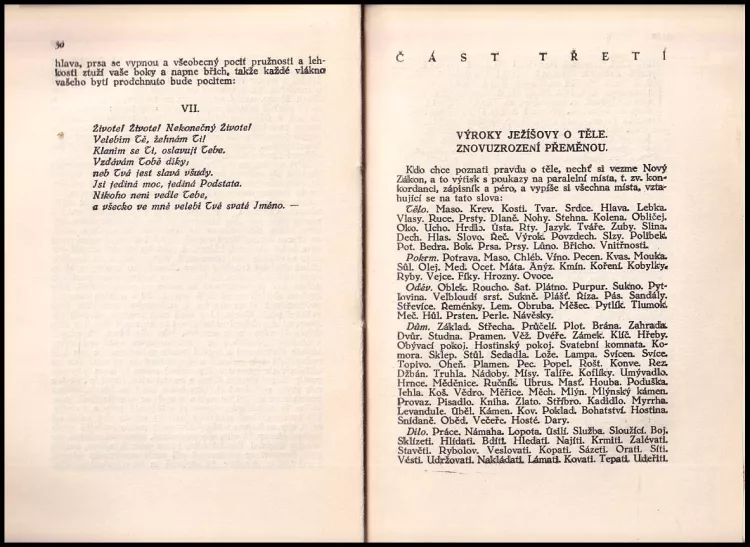 30
hlava, prsa se vypnou a všeobecný pocit pružnosti a leh-
kosti ztuží vaše boky a napne břich, takže každé vlákno
vašeho bytí prodchnuto bude pocitem:
VII.
Živote! Živote! Nekonečný Živote!
Velebím Tě, žehnám Ti!
Klaním se Ti, oslavuji Tebe.
Vzdávám Tobě díky;
neb Tvá jest slává všudy.
Jsi jediná moc, jediná Podstata.
Nikoho není vedle Tebe,
a všecko ve mně velebí Tvé svaté Jméno. —
ČÁST TŘETÍ
VÝROKY JEŽÍŠOVY O TĚLE.
ZNOVUZROZENÍ PŘEMĚNOU.
Kdo chce poznati pravdu o těle, nechť si vezme Nový
Zákon, a to výtisk s poukazy na paralelní místa, t. zv. kon-
kordanci, zápisník a péro, a vypíše si všechna místa, vzta-
hující se na tato slova:
Tělo. Maso. Krev. Kosti. Tvar. Srdce. Hlava. Lebka.
Vlasy. Ruce. Prsty. Dlaně. Nohy. Stehna. Kolena. Obličej.
Oko. Ucho. Hrdlo. Ústa. Rty. Jazyk. Tváře. Zuby. Slina.
Dech. Hlas. Slovo. Řeč. Výrok. Povzdech. Slzy. Polibek.
Pot. Bedra. Bok. Prsa. Prsy. Lůno. Břicho. Vnitřnosti.
Pokrm. Potrava. Maso. Chléb. Víno. Pecen. Kvas. Mouka.
Sůl. Olej. Med. Ocet. Máta. Anýz. Kmín. Koření. Kobylky.
Ryby. Vejce. Fíky. Hrozny. Ovoce.
Oděv. Oblek. Roucho. Šat. Plátno. Purpur. Sukno. Pyt-
lovina. Velbloudí srst. Sukně. Plášť. Říza. Pás. Sandály.
Střevíce. Řeménky. Lem. Obruba. Měšec. Pytlík. Tlumok.
Meč. Hůl. Prsten. Perle. Návěsky.
Dům. Základ. Střecha. Průčelí. Plot. Brána. Zahrada.
Dvůr. Studna. Pramen. Věž. Dvéře. Zámek. Klíč. Hřeby.
Obývací pokoj. Hostinský pokoj. Svatební komnata. Ko-
mora. Sklep. Stůl. Sedadla. Lože. Lampa. Svícen. Svíce.
Topivo. Oheň. Plamen. Pec. Popel. Rošt. Konve. Rez.
Džbán. Truhla. Nádoby. Mísy. Talíře. Koflíky. Umývadlo.
Hrnce. Měděnice. Ručník. Ubrus. Masť. Houba. Poduška.
Jehla. Koš. Vědro. Měřice. Měch. Mlýn. Mlýnský kámen.
Provaz. Pisadlo. Kniha. Zlato. Stříbro. Kadidlo. Myrrha.
Levandule. Úběl. Kámen. Kov. Poklad. Bohatství. Hostina.
Snídaně. Oběd. Večeře. Hosté. Dary.
Dílo. Práce. Námaha. Lopota. Úsilí. Služba. Sloužící. Boj.
Sklízeti. Hlídati. Bdíti. Hledati. Najíti. Krmiti. Zalévati.
Stavěti. Rybolov. Veslovati. Kopati. Sázeti. Orati. Síti.
Vésti. Udržovati. Nakládati. Lámati. Kovati. Tepati. Udeřiti.